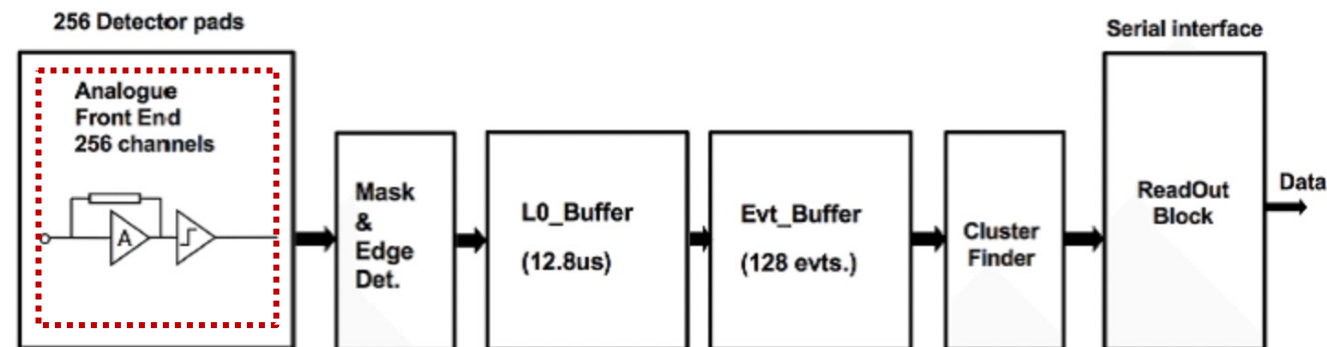 256 Detector pads
Analogue
Front End
256 channels
A
Mask
&
Edge
Det.
L0_Buffer
(12.8us)
Evt_Buffer
(128 evts.)
Cluster
Finder
Serial interface
ReadOut
Block
Data